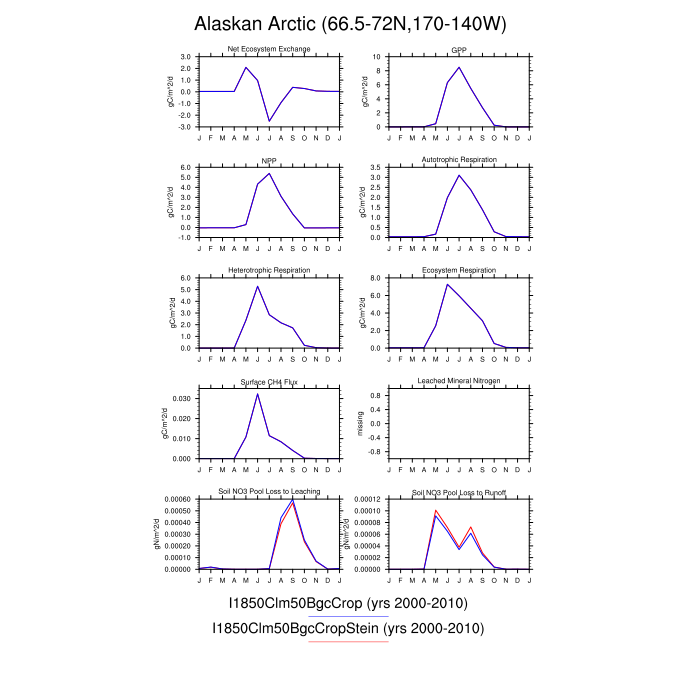 Alaskan Arctic (66.5-72N,170-140W)
Net Ecosystem Exchange
gC/m^2/d
3.0
2.0
1.0
0.0
-1.0
-2.0
-3.0
J F M A M J J A S O N D J
GPP
gC/m^2/d
10
8
6
4
2
0
J F M A M J J A S O N D J
NPP
gC/m^2/d
6.0
5.0
4.0
3.0
2.0
1.0
0.0
-1.0
J F M A M J J A S O N D J
Autotrophic Respiration
gC/m^2/d
3.5
3.0
2.5
2.0
1.5
1.0
0.5
0.0
J F M A M J J A S O N D J
Heterotrophic Respiration
gC/m^2/d
6.0
5.0
4.0
3.0
2.0
1.0
0.0
J F M A M J J A S O N D J
Ecosystem Respiration
gC/m^2/d
8.0
6.0
4.0
2.0
0.0
J F M A M J J A S O N D J
Surface CH4 Flux
gC/m^2/d
0.030
0.020
0.010
0.000
J F M A M J J A S O N D J
Leached Mineral Nitrogen
missing
0.8
0.4
0.0
-0.4
-0.8
J F M A M J J A S O N D J
Soil NO3 Pool Loss to Leaching
gN/m^2/d
0.00060
0.00050
0.00040
0.00030
0.00020
0.00010
0.00000
J F M A M J J A S O N D J
Soil NO3 Pool Loss to Runoff
gN/m^2/d
0.00012
0.00010
0.00008
0.00006
0.00004
0.00002
0.00000
J F M A M J J A S O N D J
I1850Clm50BgcCrop (yrs 2000-2010)
I1850Clm50BgcCropStein (yrs 2000-2010)